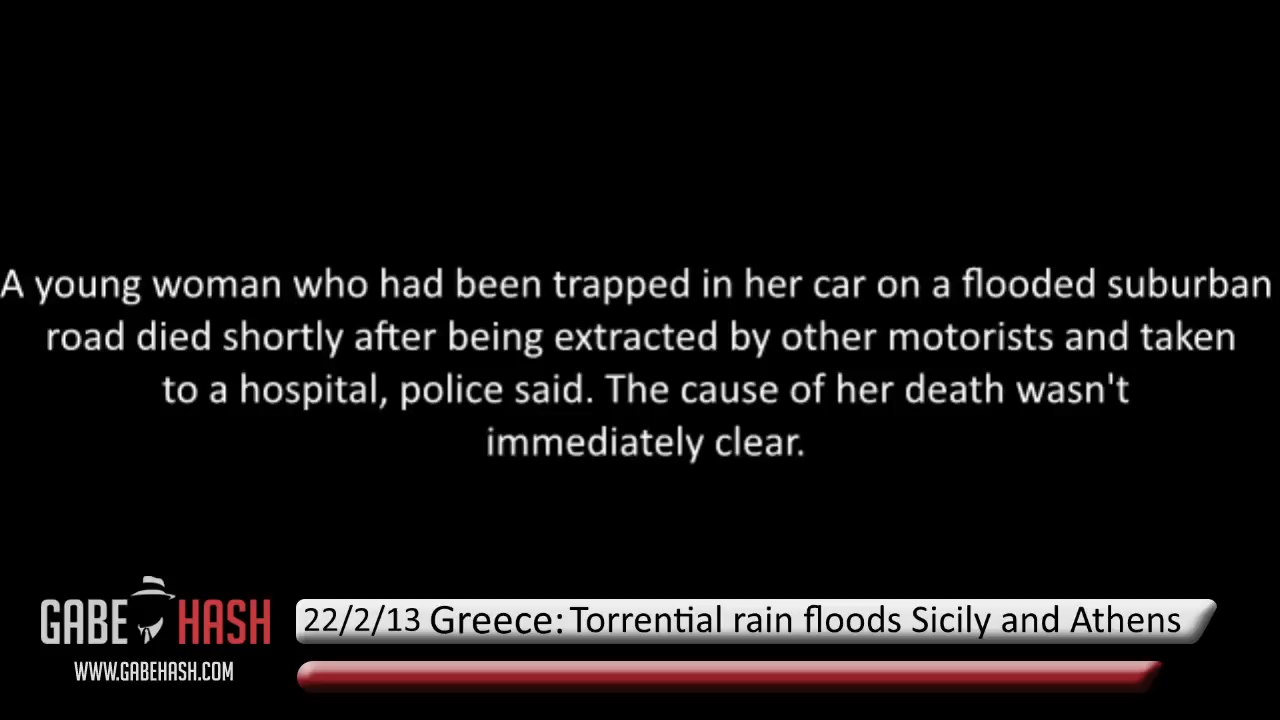 A young woman who had been trapped in her car on a flooded suburban
road died shortly after being extracted by other motorists and taken
to a hospital, police said. The cause of her death wasn't
immediately clear.
GABE HASH
WWW.GABEHASH.COM
22/2/13 Greece: Torrential rain floods Sicily and Athens